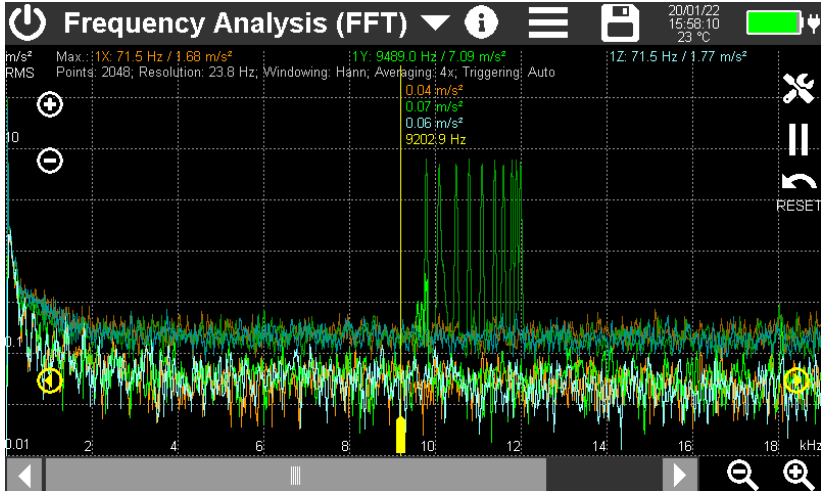 Frequency Analysis (FFT)
20/01/22
15:58:10
23 °C
m/s²
RMS
Max.: 1X: 71.5 Hz / 1.68 m/s² 1Y: 9489.0 Hz / 7.09 m/s² 1Z: 71.5 Hz / 1.77 m/s²
Points: 2048; Resolution: 23.8 Hz; Windowing: Hann; Averaging: 4x; Triggering: Auto
0.04 m/s²
0.07 m/s²
0.06 m/s²
9202.9 Hz
10
RESET
0.1
0.01 2 4 6 8 10 12 14 16 18 kHz